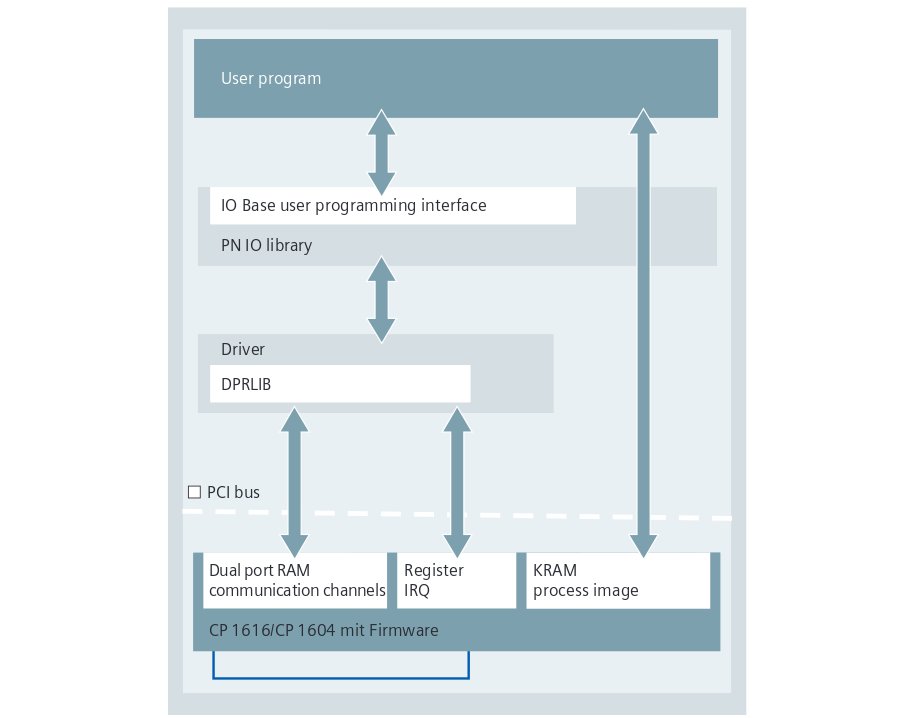 User program
IO Base user programming interface
PN IO library
Driver
DPRLIB
PCI bus
Dual port RAM
communication channels
Register
IRQ
KRAM
process image
CP 1616/CP 1604 mit Firmware